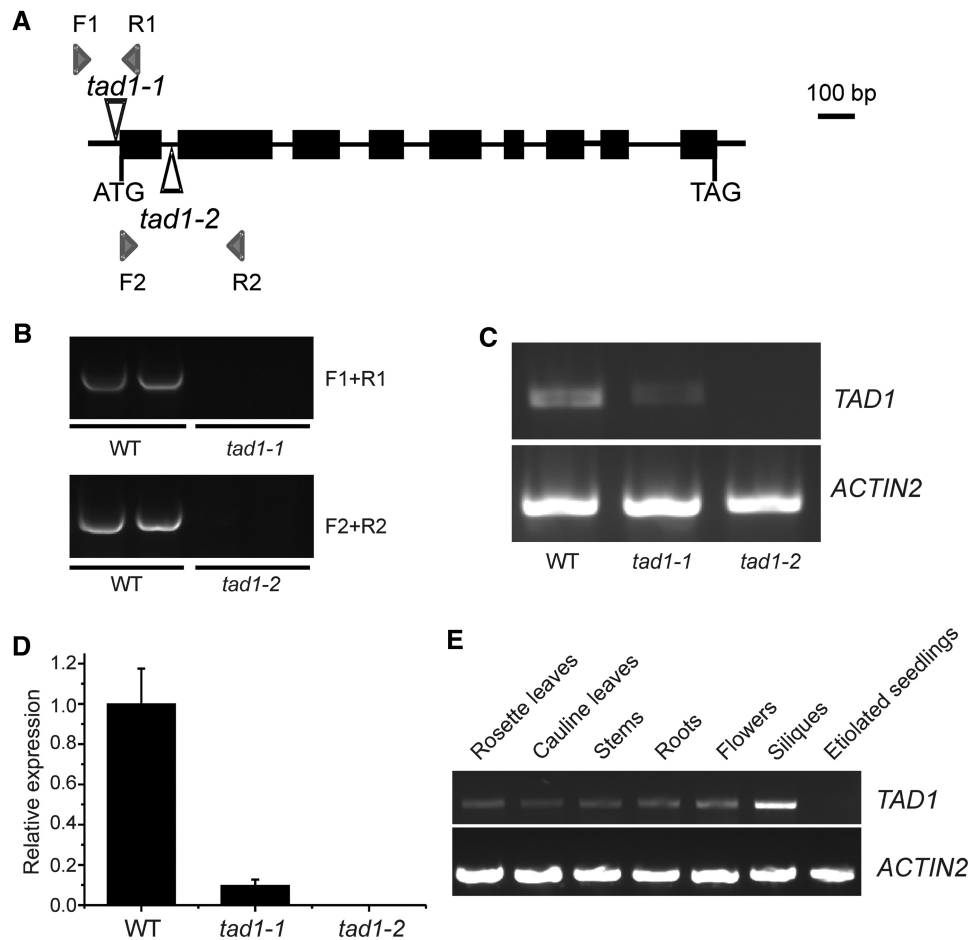 A
F1 R1
tad1-1
100 bp
ATG
TAG
tad1-2
F2 R2
B
F1+R1
WT tad1-1
F2+R2
WT tad1-2
C
TAD1
ACTIN2
WT tad1-1 tad1-2
D
Relative expression
1.2
1.0
0.8
0.6
0.4
0.2
0.0
WT tad1-1 tad1-2
E
Rosette leaves
Cauline leaves
Stems
Roots
Flowers
Siliques
Etiolated seedlings
TAD1
ACTIN2